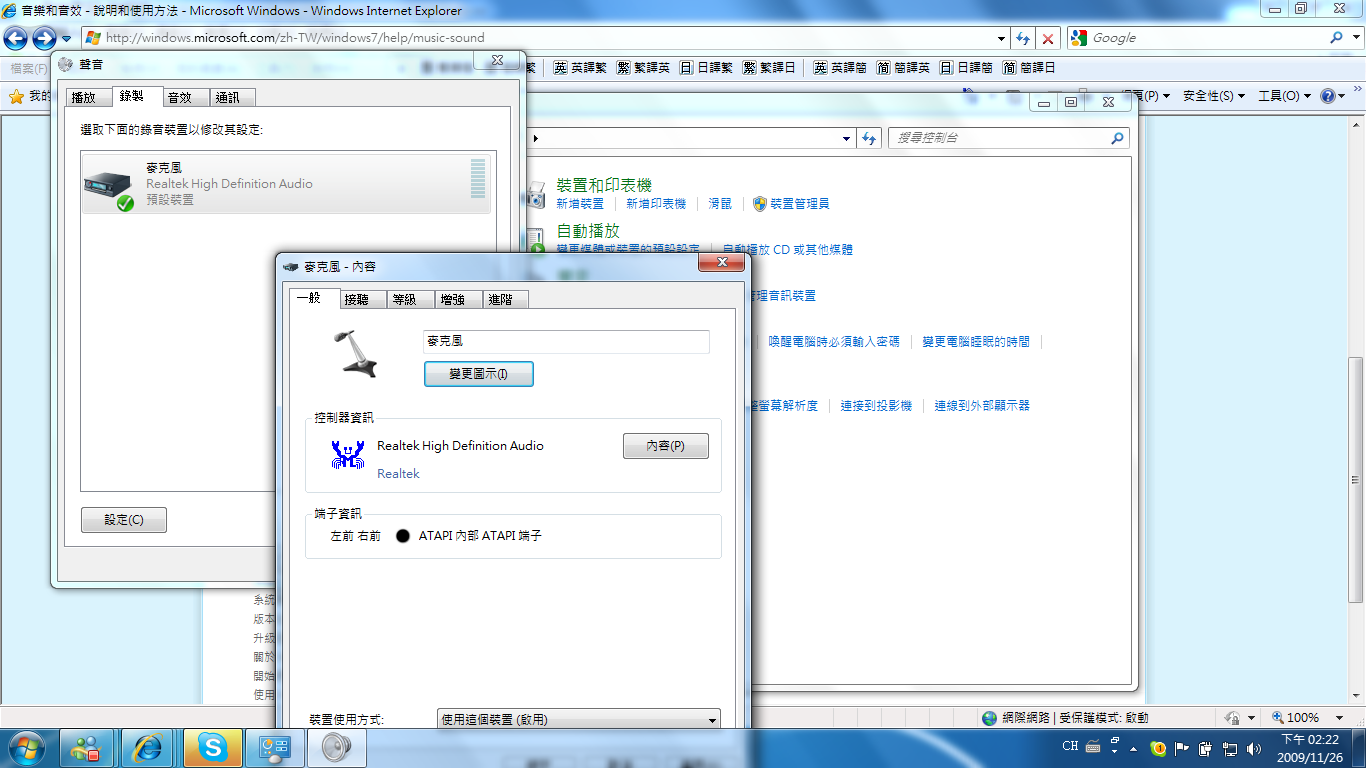 音樂和音效 - 說明和使用方法 - Microsoft Windows - Windows Internet Explorer
http://windows.microsoft.com/zh-TW/windows7/help/music-sound
Google
檔案(F)
英 英譯繁 繁 繁譯英 日 日譯繁 繁 繁譯日 英 英譯簡 簡 簡譯英 日 日譯簡 簡 簡譯日
我的
(P) 安全性(S) 工具(O)
聲音
播放 錄製 音效 通訊
選取下面的錄音裝置以修改其設定:
麥克風
Realtek High Definition Audio
預設裝置
設定(C)
搜尋控制台
裝置和印表機
新增裝置 新增印表機 滑鼠 裝置管理員
自動播放
變更媒體或裝置的預設設定 自動播放 CD 或其他媒體
管理音訊裝置
喚醒電腦時必須輸入密碼 變更電腦睡眠的時間
螢幕解析度 連接到投影機 連線到外部顯示器
麥克風 - 內容
一般 接聽 等級 增強 進階
麥克風
變更圖示(I)
控制器資訊
Realtek High Definition Audio
內容(P)
Realtek
端子資訊
左前 右前 ATAPI 內部 ATAPI 端子
裝置使用方式:
使用這個裝置 (啟用)
系統
版本
升級
關於
開始
使用
網際網路 | 受保護模式: 啟動
100%
CH
下午 02:22
2009/11/26